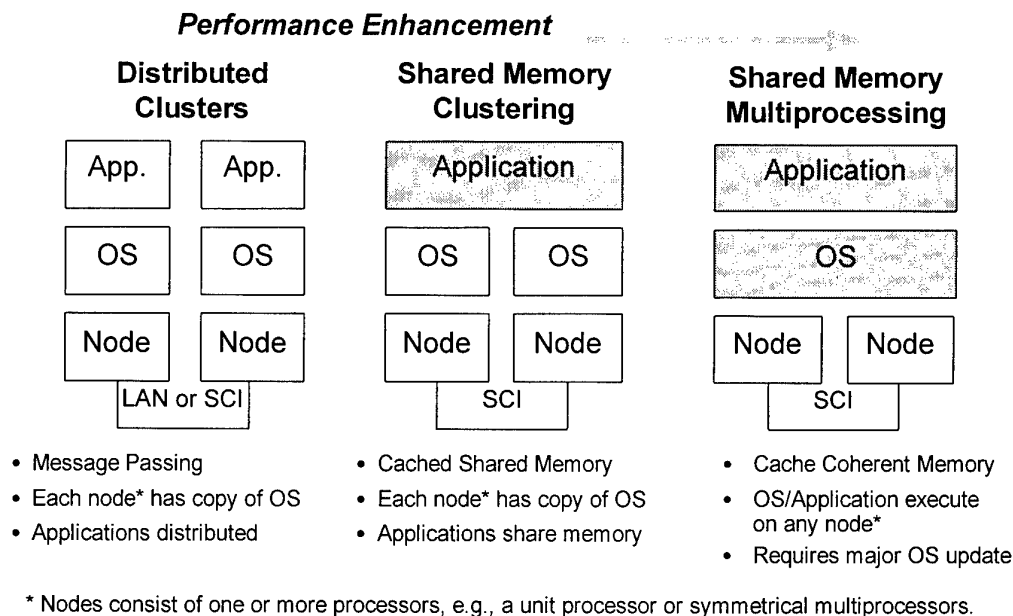 Performance Enhancement
Distributed
Clusters
App. App.
OS OS
Node Node
LAN or SCI
• Message Passing
• Each node* has copy of OS
• Applications distributed
Shared Memory
Clustering
Application
OS OS
Node Node
SCI
• Cached Shared Memory
• Each node* has copy of OS
• Applications share memory
Shared Memory
Multiprocessing
Application
OS
Node Node
SCI
• Cache Coherent Memory
• OS/Application execute
on any node*
• Requires major OS update
* Nodes consist of one or more processors, e.g., a unit processor or symmetrical multiprocessors.